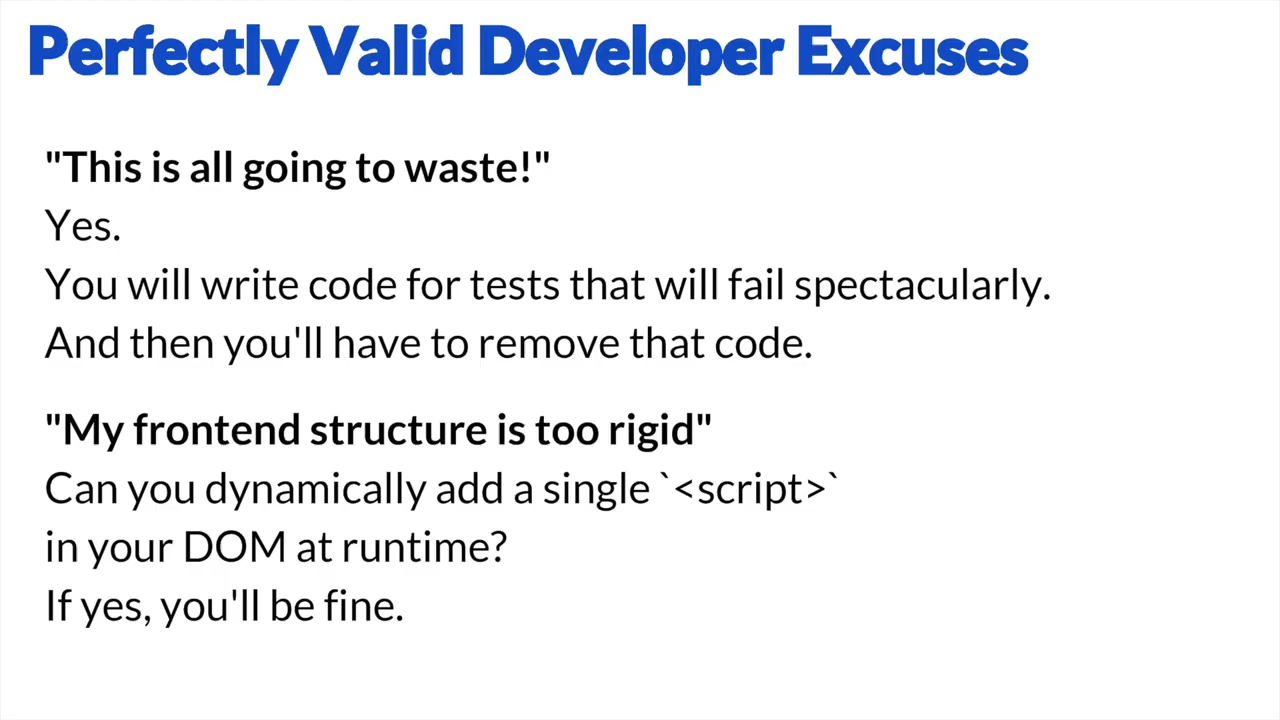 Perfectly Valid Developer Excuses
"This is all going to waste!"
Yes.
You will write code for tests that will fail spectacularly.
And then you'll have to remove that code.
"My frontend structure is too rigid"
Can you dynamically add a single `<script>`
in your DOM at runtime?
If yes, you'll be fine.